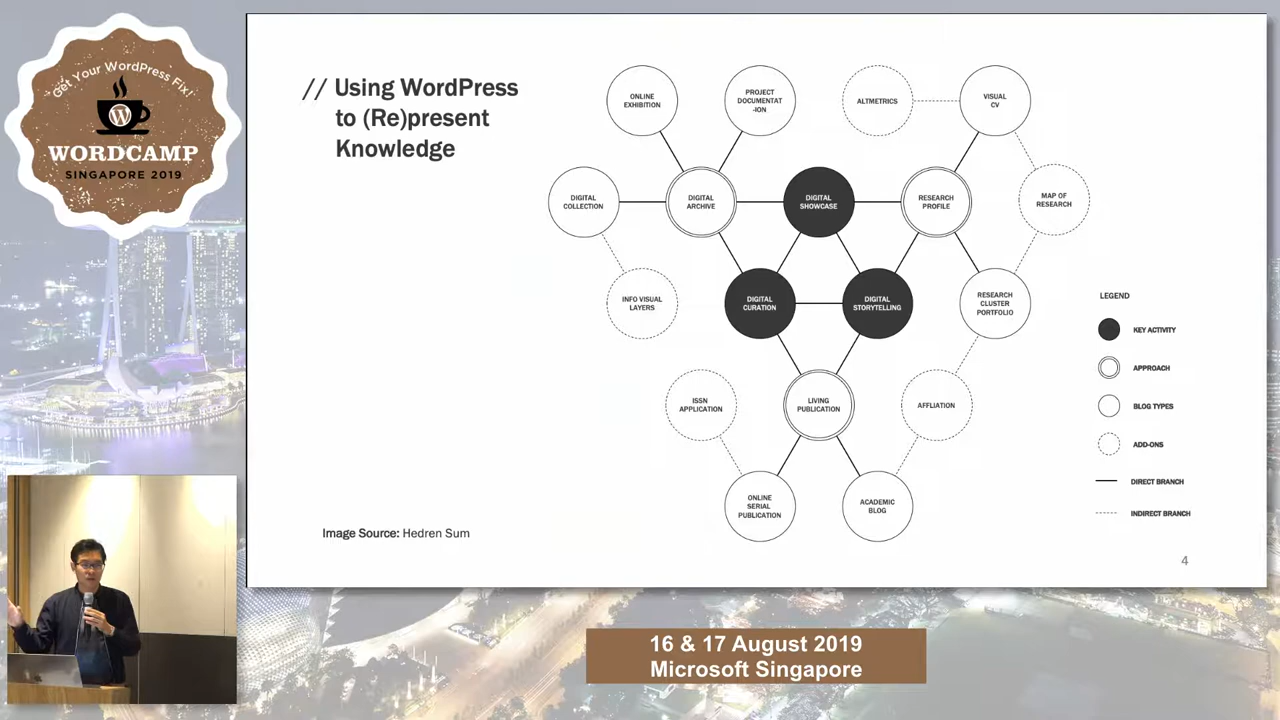 Get Your WordPress Fix!
WORDCAMP
SINGAPORE 2019
// Using WordPress
to (Re)present
Knowledge
ONLINE
EXHIBITION
PROJECT
DOCUMENTAT
-ION
ALTMETRICS
VISUAL
CV
DIGITAL
COLLECTION
DIGITAL
ARCHIVE
DIGITAL
SHOWCASE
RESEARCH
PROFILE
MAP OF
RESEARCH
INFO VISUAL
LAYERS
DIGITAL
CURATION
DIGITAL
STORYTELLING
RESEARCH
CLUSTER
PORTFOLIO
ISSN
APPLICATION
LIVING
PUBLICATION
AFFLIATION
ONLINE
SERIAL
PUBLICATION
ACADEMIC
BLOG
LEGEND
KEY ACTIVITY
APPROACH
BLOG TYPES
ADD-ONS
DIRECT BRANCH
INDIRECT BRANCH
Image Source: Hedren Sum
4
16 & 17 August 2019
Microsoft Singapore